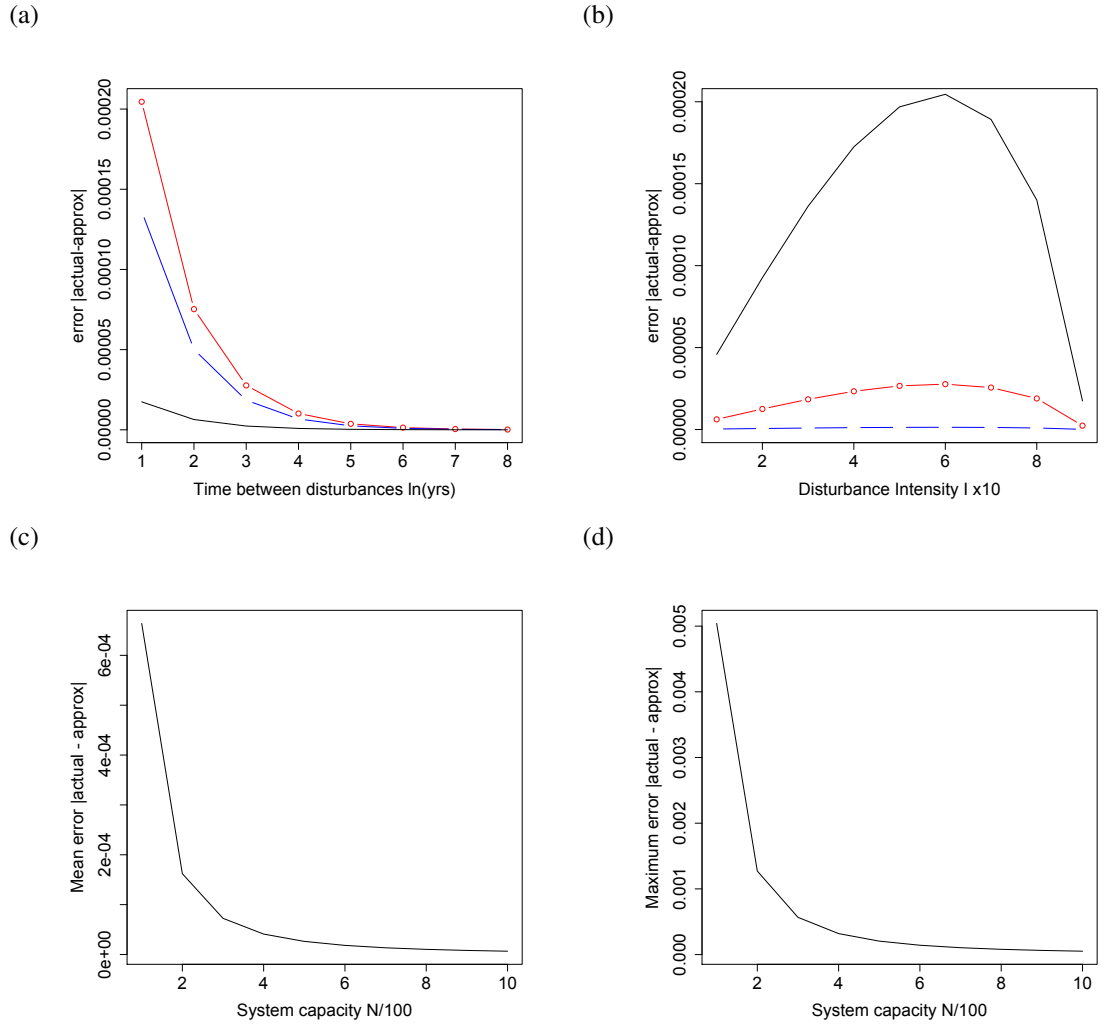 (a)
0.00000 0.00005 0.00010 0.00015 0.00020
error |actual-approx|
1 2 3 4 5 6 7 8
Time between disturbances ln(yrs)
(b)
0.00000 0.00005 0.00010 0.00015 0.00020
error |actual-approx|
2 4 6 8
Disturbance Intensity I x10
(c)
0e+00 2e-04 4e-04 6e-04
Mean error |actual - approx|
2 4 6 8 10
System capacity N/100
(d)
0.000 0.001 0.002 0.003 0.004 0.005
Maximum error |actual - approx|
2 4 6 8 10
System capacity N/100